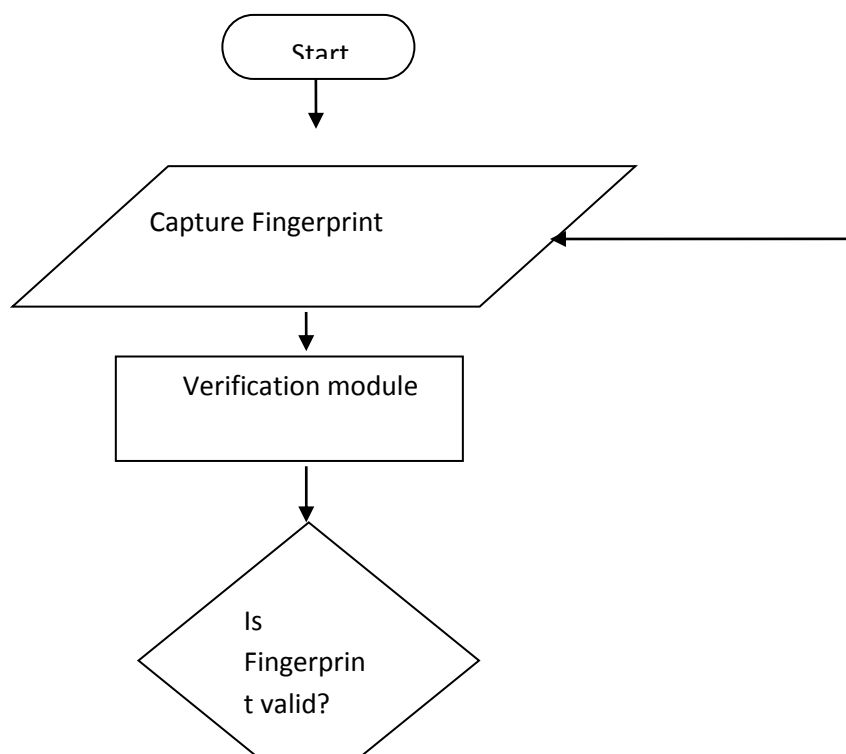 Start
Capture Fingerprint
Verification module
Is
Fingerprin
t valid?